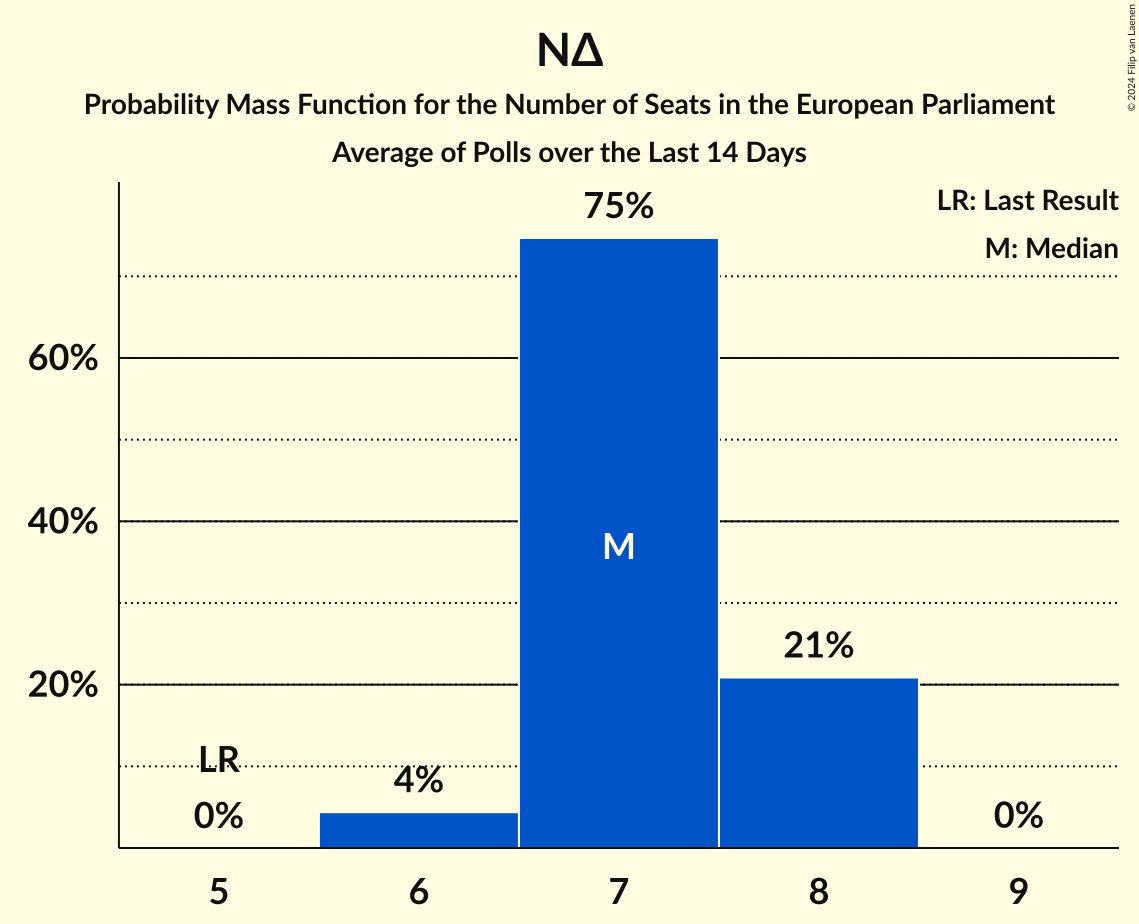 ΝΔ
Probability Mass Function for the Number of Seats in the European Parliament
Average of Polls over the Last 14 Days
© 2024 Filip van Laenen
LR: Last Result
M: Median
75%
60%
40%
M
21%
20%
LR
4%
0%
0%
5 6 7 8 9